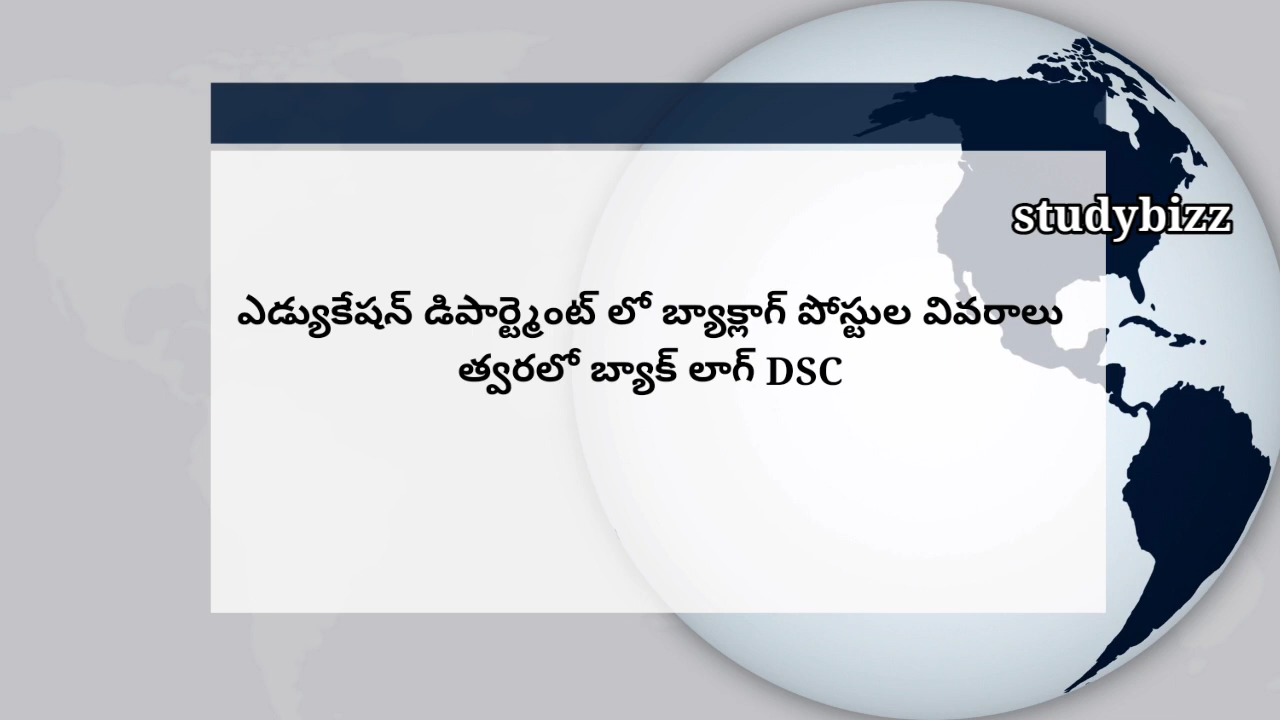 studybizz
ఎడ్యుకేషన్ డిపార్ట్మెంట్ లో బ్యాక్లాగ్ పోస్టుల వివరాలు
త్వరలో బ్యాక్ లాగ్ DSC